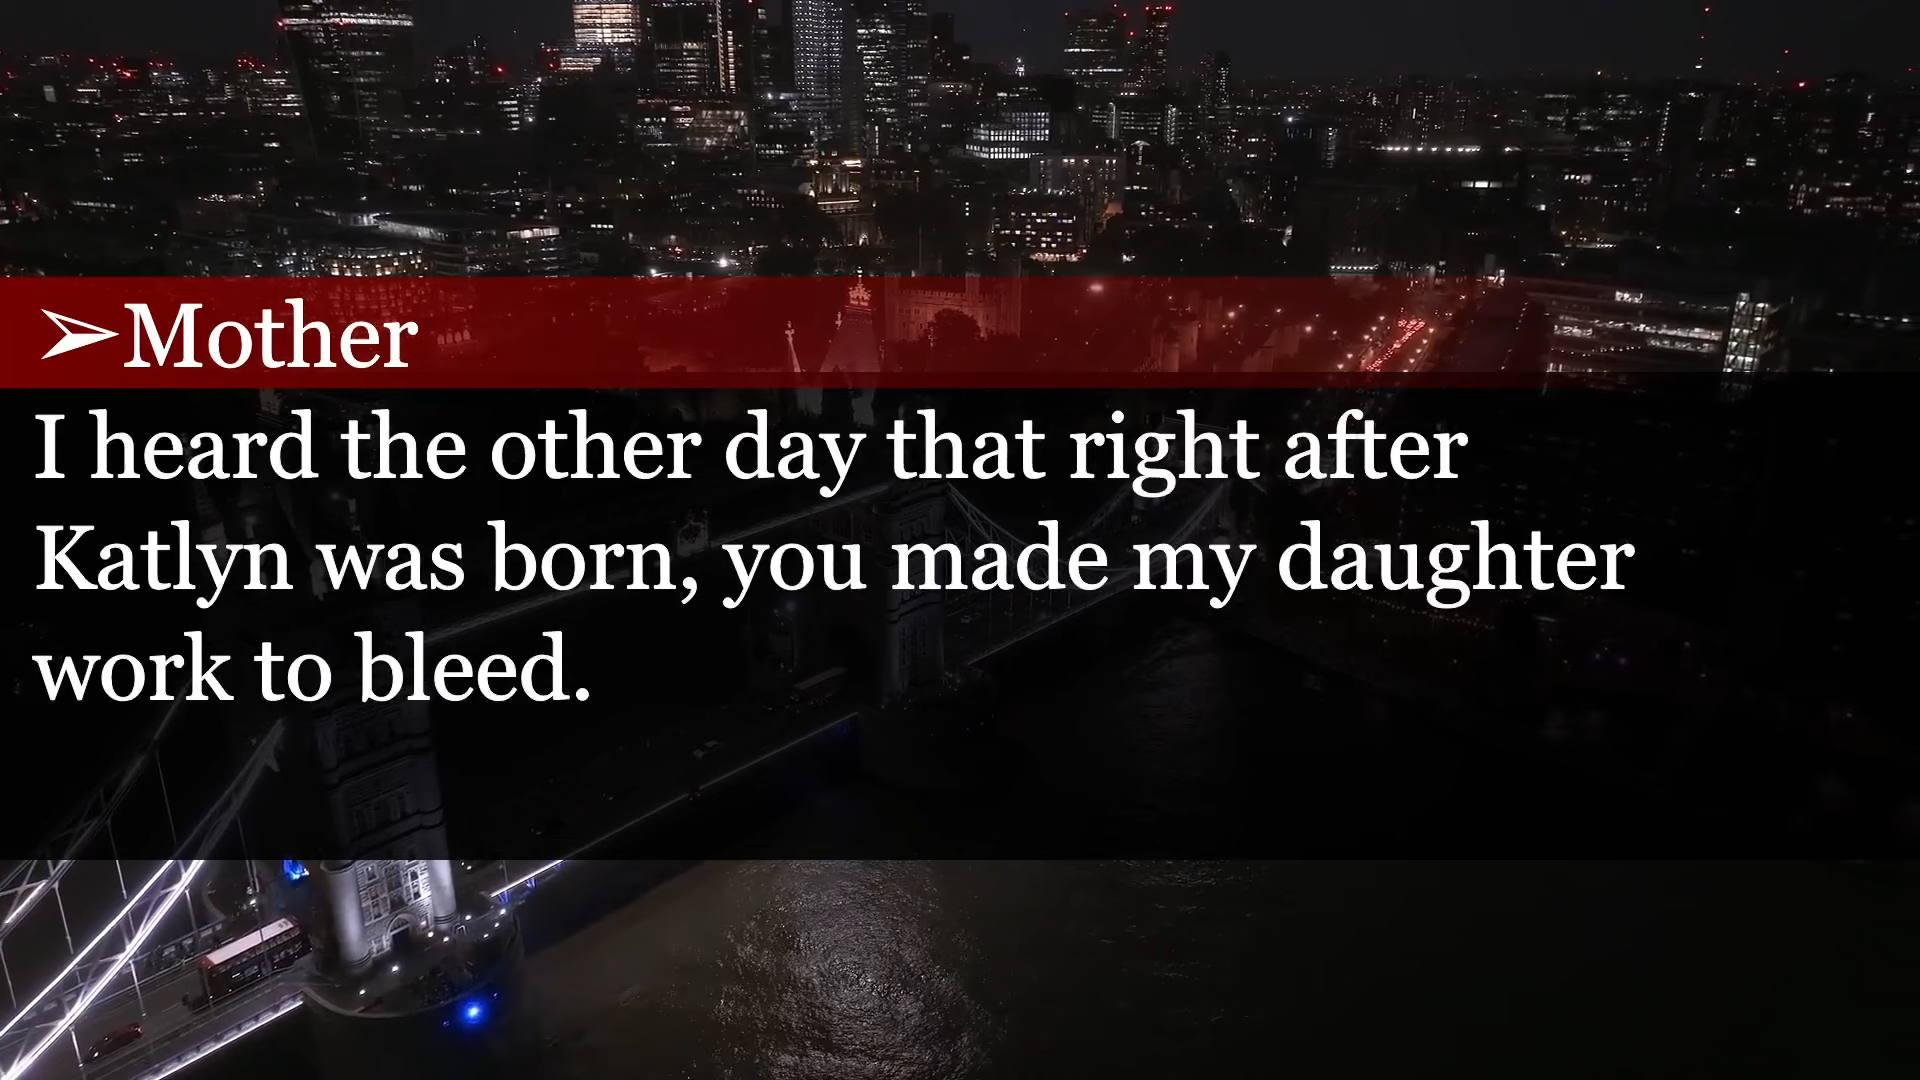 ➢Mother
I heard the other day that right after
Katlyn was born, you made my daughter
work to bleed.